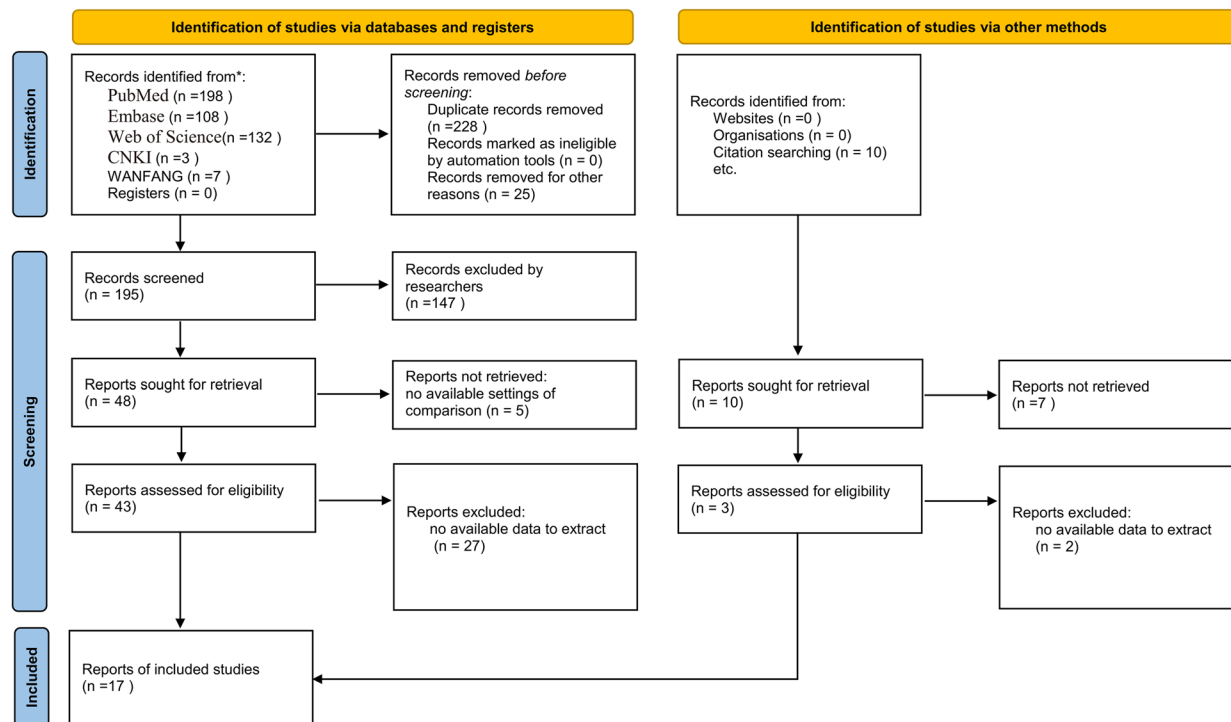 Identification of studies via databases and registers
Identification of studies via other methods
Identification
Records identified from*:
PubMed (n =198 )
Embase (n =108 )
Web of Science(n =132 )
CNKI (n =3 )
WANFANG (n =7 )
Registers (n = 0)
Records removed before
screening:
Duplicate records removed
(n =228 )
Records marked as ineligible
by automation tools (n = 0)
Records removed for other
reasons (n = 25)
Records identified from:
Websites (n =0 )
Organisations (n = 0)
Citation searching (n = 10)
etc.
Screening
Records screened
(n = 195)
Records excluded by
researchers
(n =147 )
Reports sought for retrieval
(n = 48)
Reports not retrieved:
no available settings of
comparison (n = 5)
Reports sought for retrieval
(n = 10)
Reports not retrieved
(n =7 )
Reports assessed for eligibility
(n = 43)
Reports excluded:
no available data to extract
(n = 27)
Reports assessed for eligibility
(n = 3)
Reports excluded:
no available data to extract
(n = 2)
Included
Reports of included studies
(n =17 )